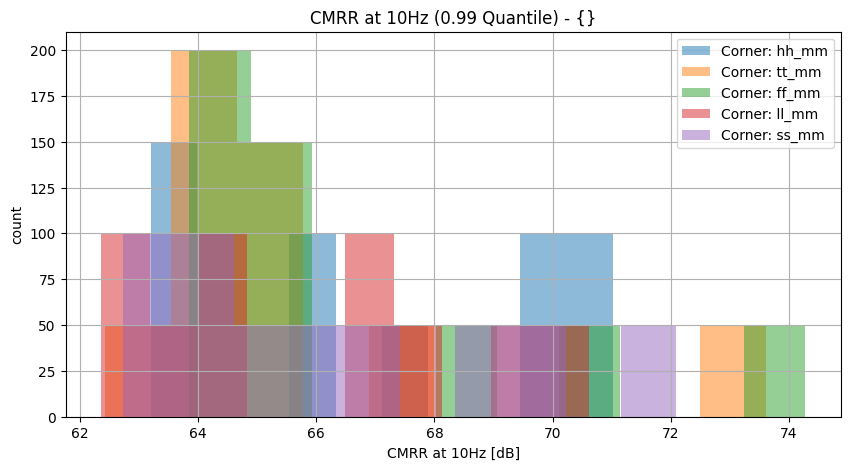 CMRR at 10Hz (0.99 Quantile) - {}
Corner: hh_mm
Corner: tt_mm
Corner: ff_mm
Corner: ll_mm
Corner: ss_mm
200
175
150
125
100
75
50
25
0
count
62 64 66 68 70 72 74
CMRR at 10Hz [dB]